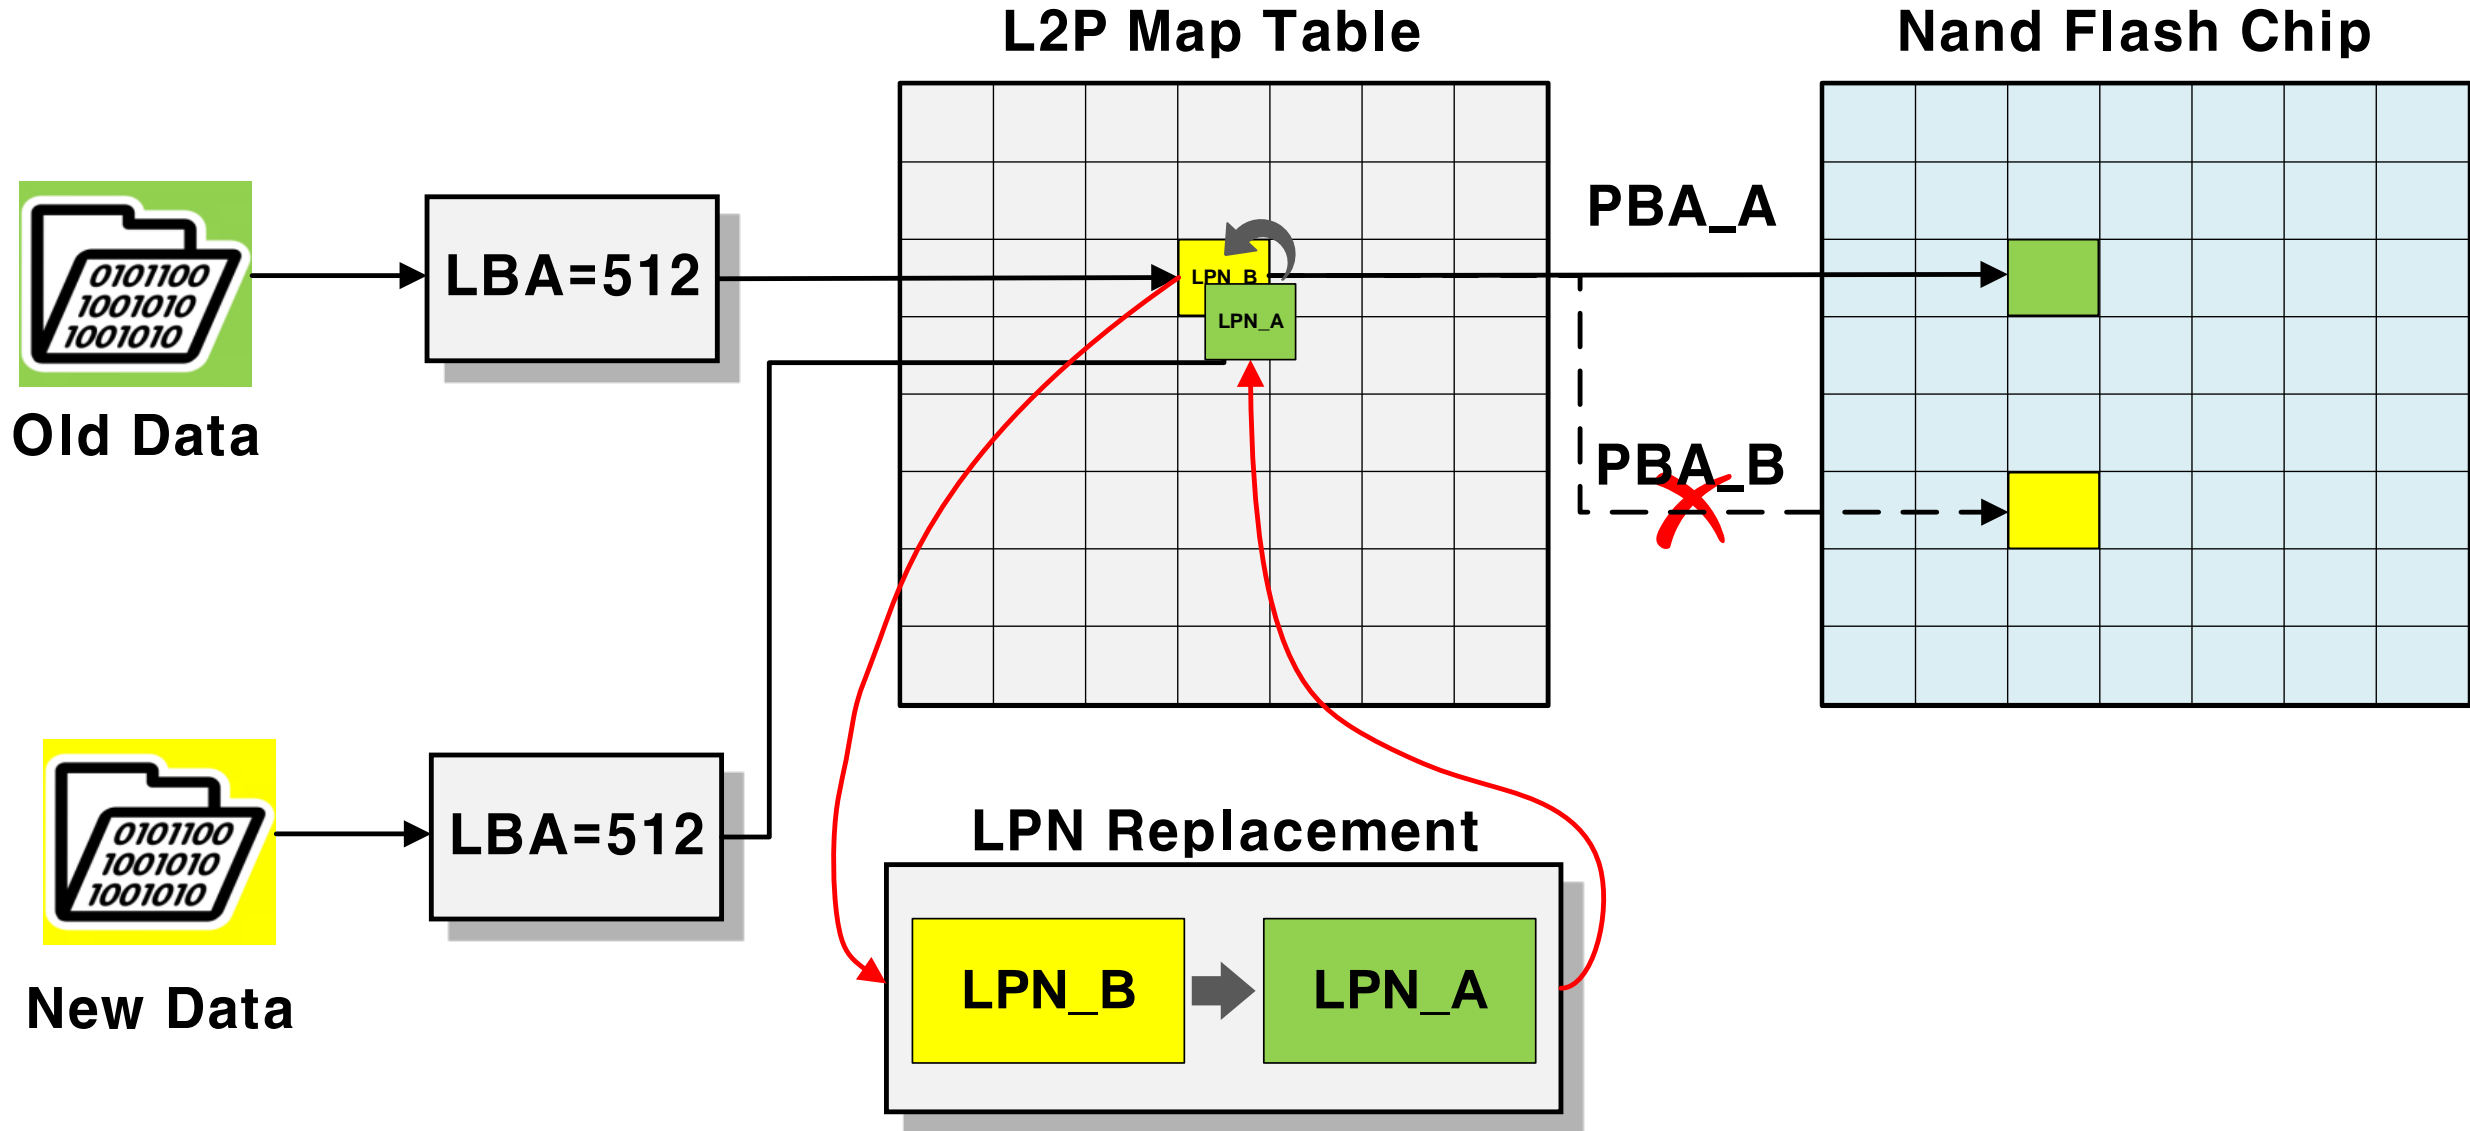 L2P Map Table
Nand Flash Chip
0101100
1001010
1001010
Old Data
LBA=512
LPN_B
LPN_A
PBA_A
PBA_B
0101100
1001010
1001010
New Data
LBA=512
LPN Replacement
LPN_B
LPN_A